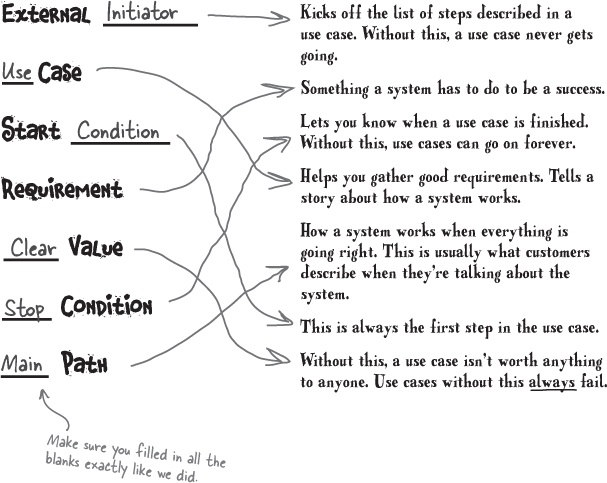 External Initiator
Use Case
Start Condition
Requirement
Clear Value
Stop Condition
Main Path
Make sure you filled in all the
blanks exactly like we did.
Kicks off the list of steps described in a
use case. Without this, a use case never gets
going.
Something a system has to do to be a success.
Lets you know when a use case is finished.
Without this, use cases can go on forever.
Helps you gather good requirements. Tells a
story about how a system works.
How a system works when everything is
going right. This is usually what customers
describe when they're talking about the
system.
This is always the first step in the use case.
Without this, a use case isn't worth anything
to anyone. Use cases without this always fail.